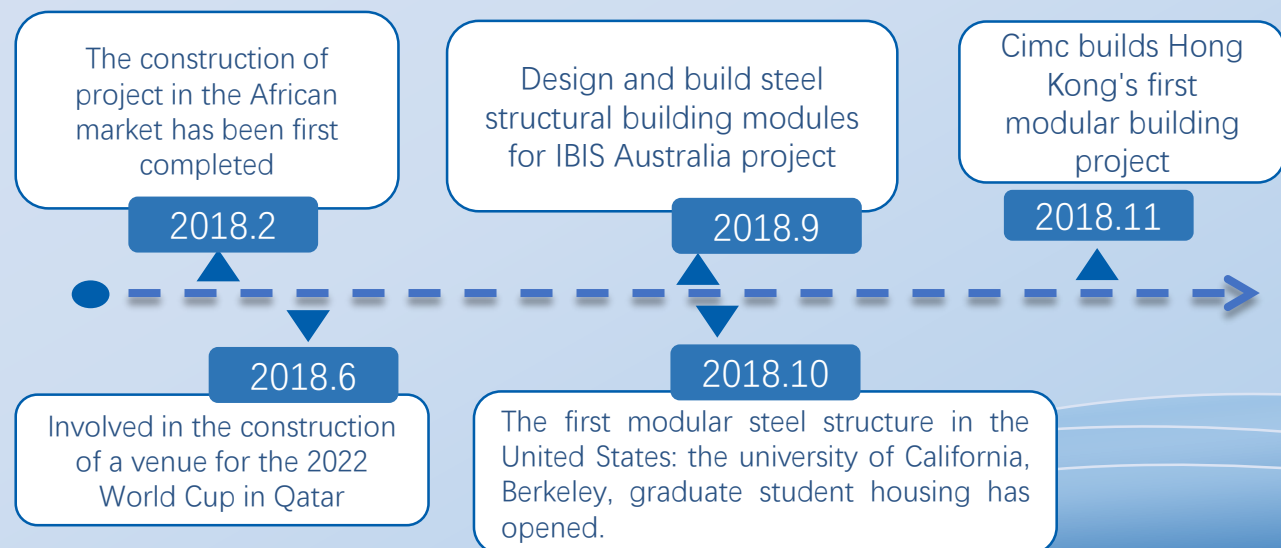 The construction of
project in the African
market has been first
completed
2018.2
Design and build steel
structural building modules
for IBIS Australia project
2018.9
Cimc builds Hong
Kong's first
modular building
project
2018.11
2018.6
Involved in the construction
of a venue for the 2022
World Cup in Qatar
2018.10
The first modular steel structure in the
United States: the university of California,
Berkeley, graduate student housing has
opened.